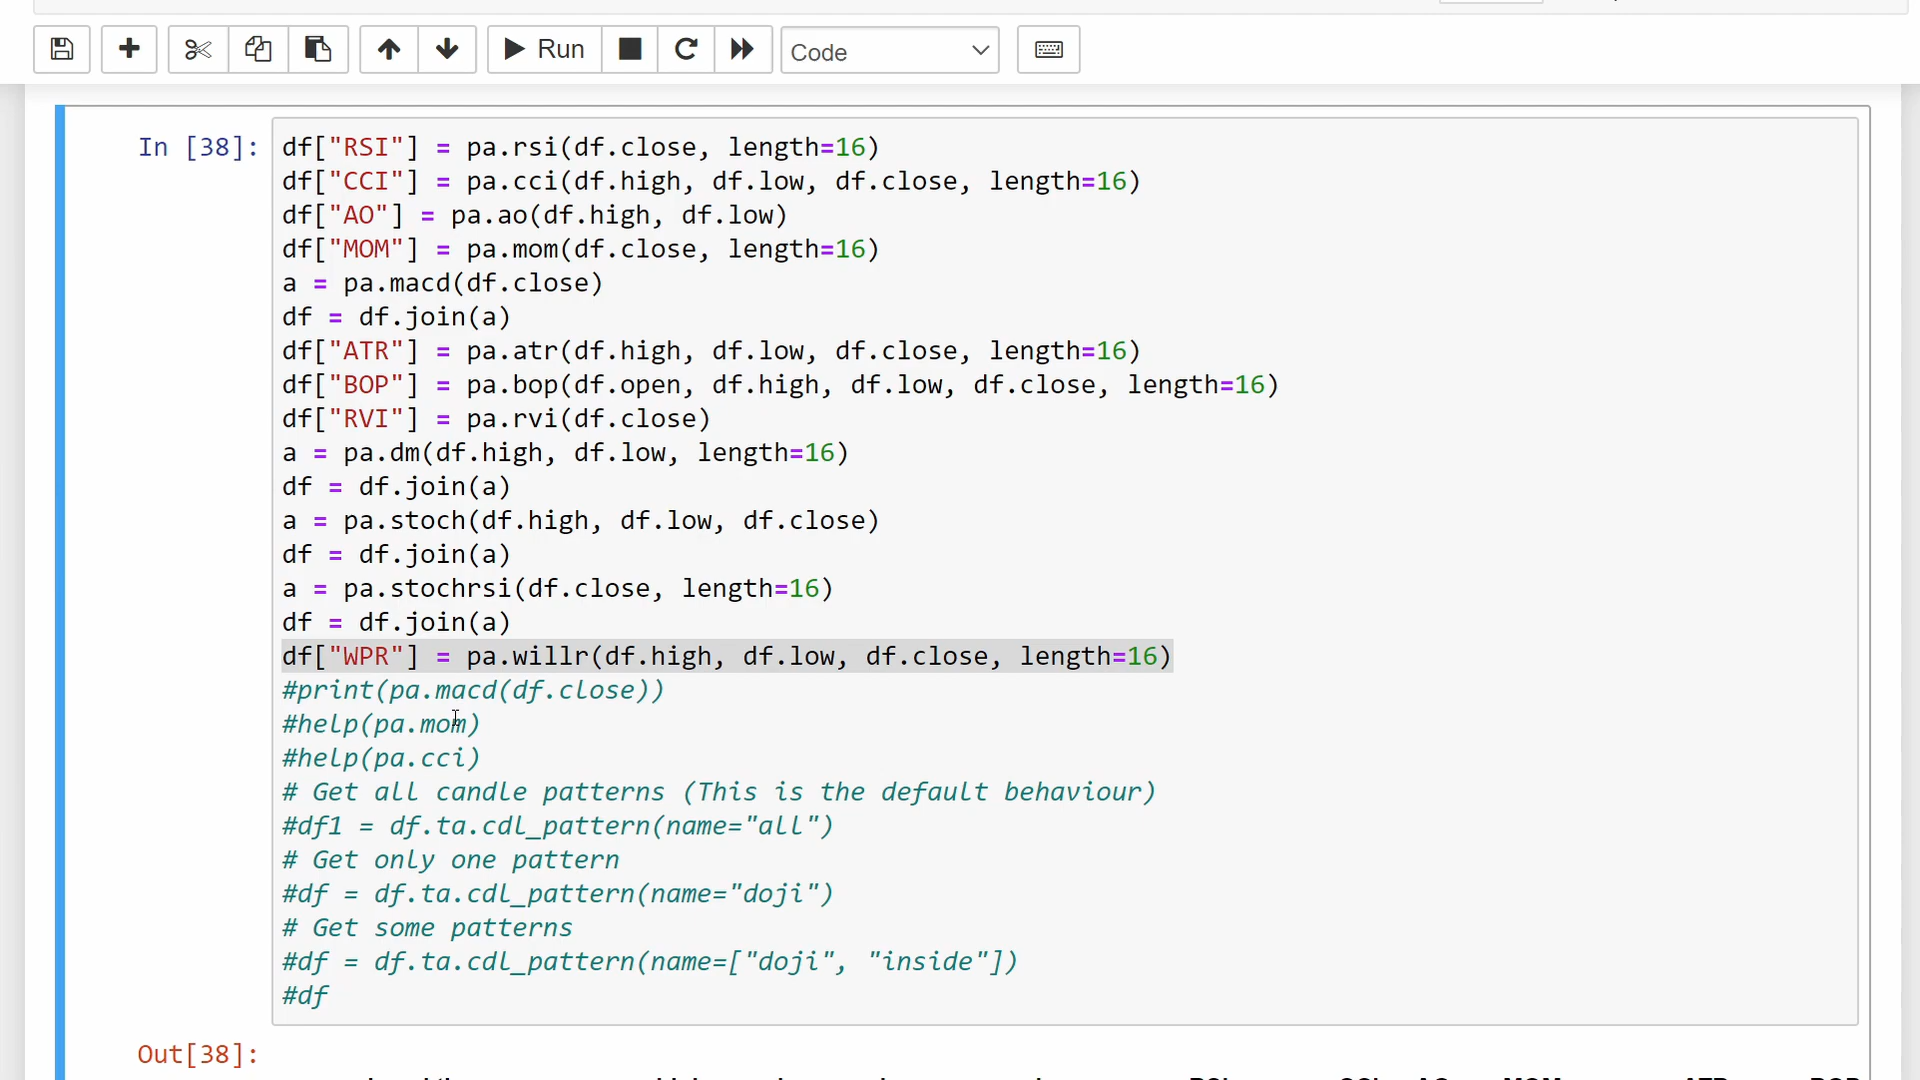 Run
Code
In [38]:
df["RSI"] = pa.rsi(df.close, length=16)
df["CCI"] = pa.cci(df.high, df.low, df.close, length=16)
df["AO"] = pa.ao(df.high, df.low)
df["MOM"] = pa.mom(df.close, length=16)
a = pa.macd(df.close)
df = df.join(a)
df["ATR"] = pa.atr(df.high, df.low, df.close, length=16)
df["BOP"] = pa.bop(df.open, df.high, df.low, df.close, length=16)
df["RVI"] = pa.rvi(df.close)
a = pa.dm(df.high, df.low, length=16)
df = df.join(a)
a = pa.stoch(df.high, df.low, df.close)
df = df.join(a)
a = pa.stochrsi(df.close, length=16)
df = df.join(a)
df["WPR"] = pa.willr(df.high, df.low, df.close, length=16)
#print(pa.macd(df.close))
#help(pa.mom)
#help(pa.cci)
# Get all candle patterns (This is the default behaviour)
#df1 = df.ta.cdl_pattern(name="all")
# Get only one pattern
#df = df.ta.cdl_pattern(name="doji")
# Get some patterns
#df = df.ta.cdl_pattern(name=["doji", "inside"])
#df
Out[38]: